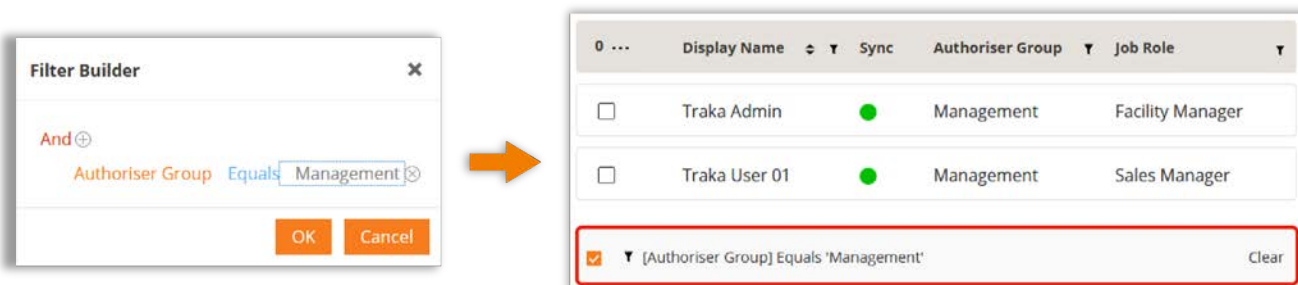 Filter Builder
And
Authoriser Group Equals Management
OK Cancel
0 ... Display Name Sync Authoriser Group Job Role
Traka Admin Management Facility Manager
Traka User 01 Management Sales Manager
[Authoriser Group] Equals 'Management' Clear